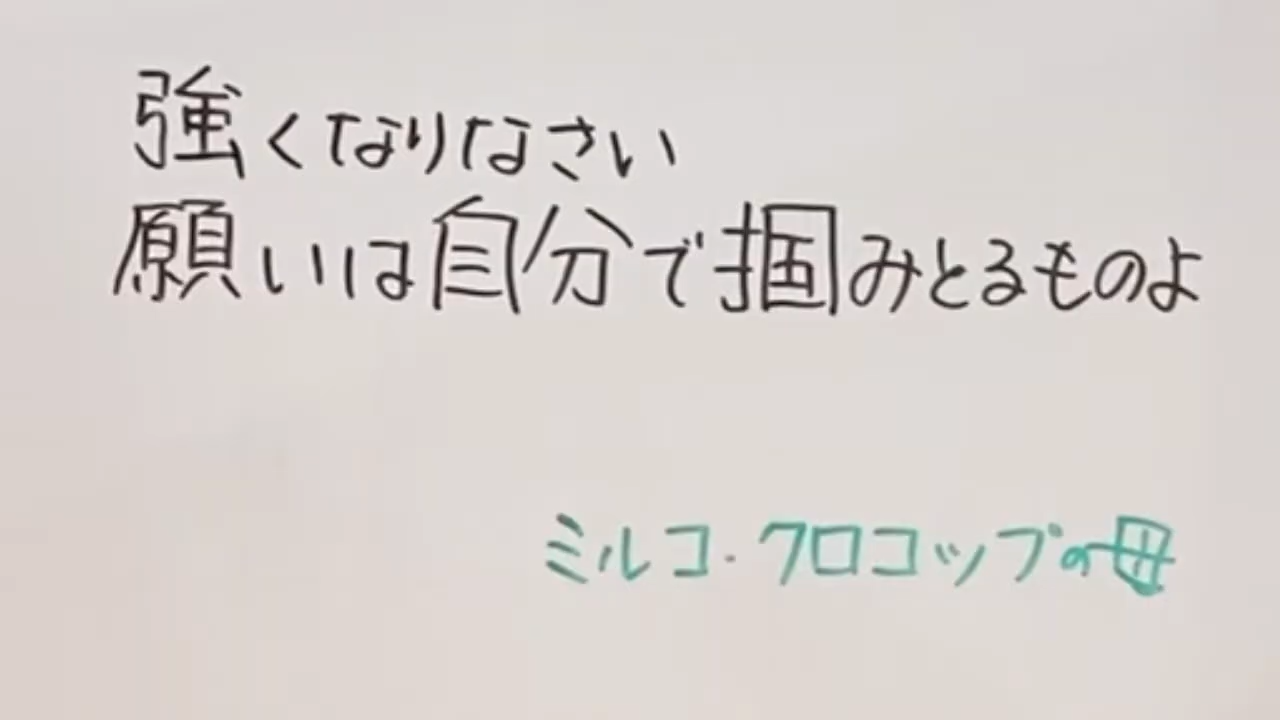 強くなりなさい
願いは自分で掴みとるものよ
ミルコ・クロコップの母